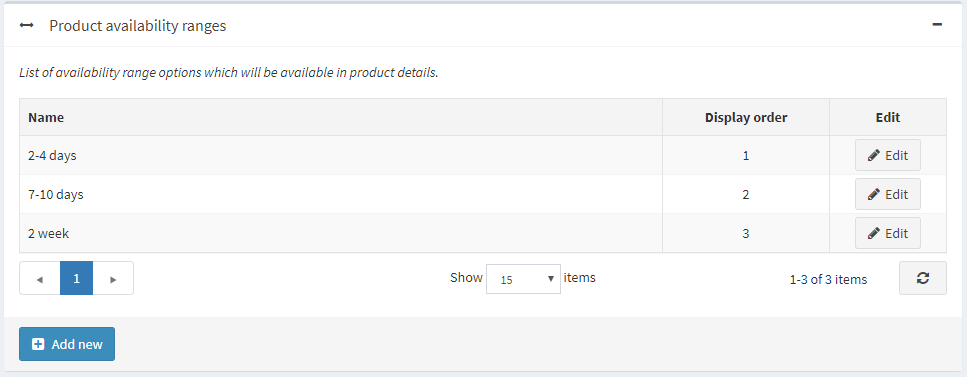 Product availability ranges
List of availability range options which will be available in product details.
Name Display order Edit
2-4 days 1 Edit
7-10 days 2 Edit
2 week 3 Edit
1 Show 15 items 1-3 of 3 items
Add new